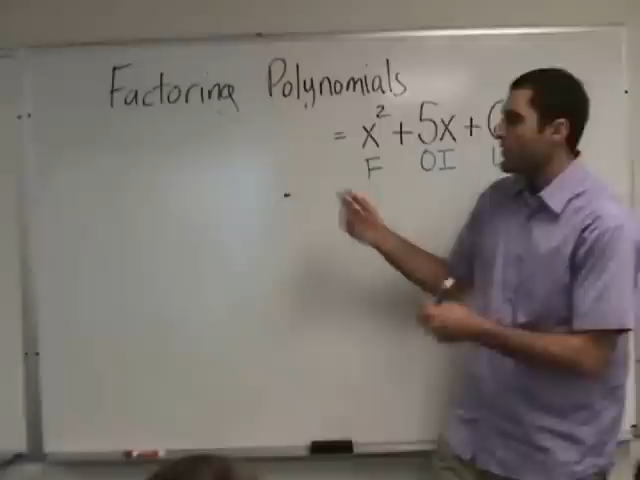 Factoring Polynomials
= x² + 5x +
F OI